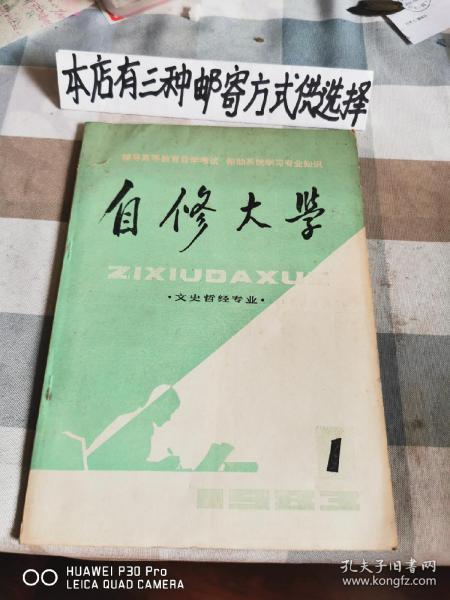 本店有三种邮寄方式供选择
辅导高等教育自学考试 帮助系统学习专业知识
自修大学
ZIXIUDAXUE
·文史哲经专业·
1
1983
HUAWEI P30 Pro
LEICA QUAD CAMERA
孔夫子旧书网
www.kongfz.com